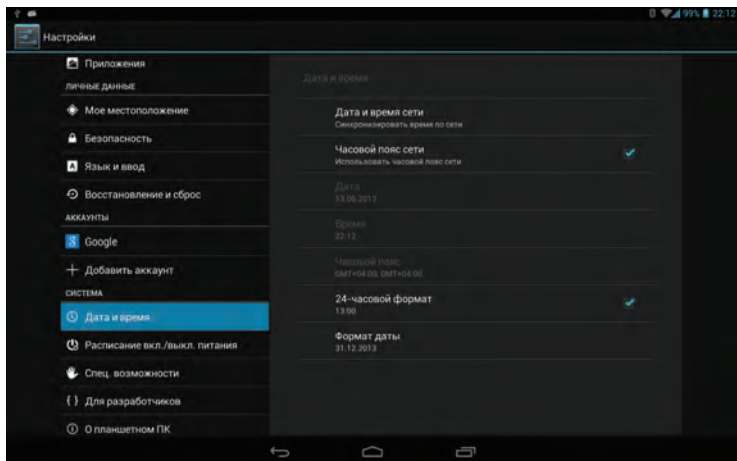 99% 22:12
Настройки
Приложения
ЛИЧНЫЕ ДАННЫЕ
Мое местоположение
Безопасность
Язык и ввод
Восстановление и сброс
АККАУНТЫ
Google
Добавить аккаунт
СИСТЕМА
Дата и время
Расписание вкл./выкл. питания
Спец. возможности
{ } Для разработчиков
О планшетном ПК
Дата и время
Дата и время сети
Синхронизировать время по сети
Часовой пояс сети
Использовать часовой пояс сети
Дата
13.06.2013
Время
22:12
Часовой пояс
GMT+04:00, GMT+04:00
24-часовой формат
13:00
Формат даты
31.12.2013